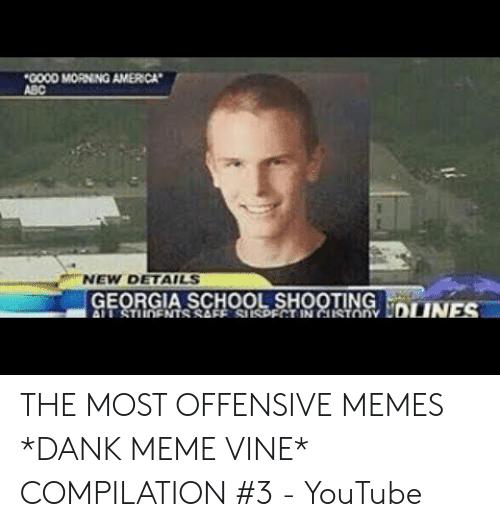 "GOOD MORNING AMERICA"
ABC
NEW DETAILS
GEORGIA SCHOOL SHOOTING
ALL STUDENTS SAFE SUSPECT IN CUSTODY
DLINES
THE MOST OFFENSIVE MEMES
*DANK MEME VINE*
COMPILATION #3 - YouTube